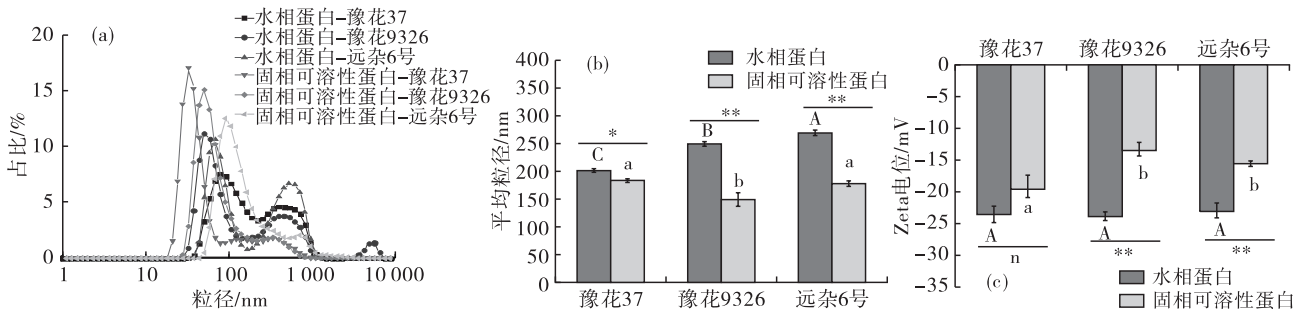 (a)
水相蛋白-豫花37
水相蛋白-豫花9326
水相蛋白-远杂6号
固相可溶性蛋白-豫花37
固相可溶性蛋白-豫花9326
固相可溶性蛋白-远杂6号
占比/%
20
15
10
5
0
1 10 100 1 000 10 000
粒径/nm
(b)
水相蛋白
固相可溶性蛋白
平均粒径/nm
400
350
300
250
200
150
100
50
0
* ** **
C a B b A a
豫花37 豫花9326 远杂6号
豫花37 豫花9326 远杂6号
Zeta电位/mV
0
-5
-10
-15
-20
-25
-30
-35
A a A b A b
n ** **
(c)
水相蛋白
固相可溶性蛋白